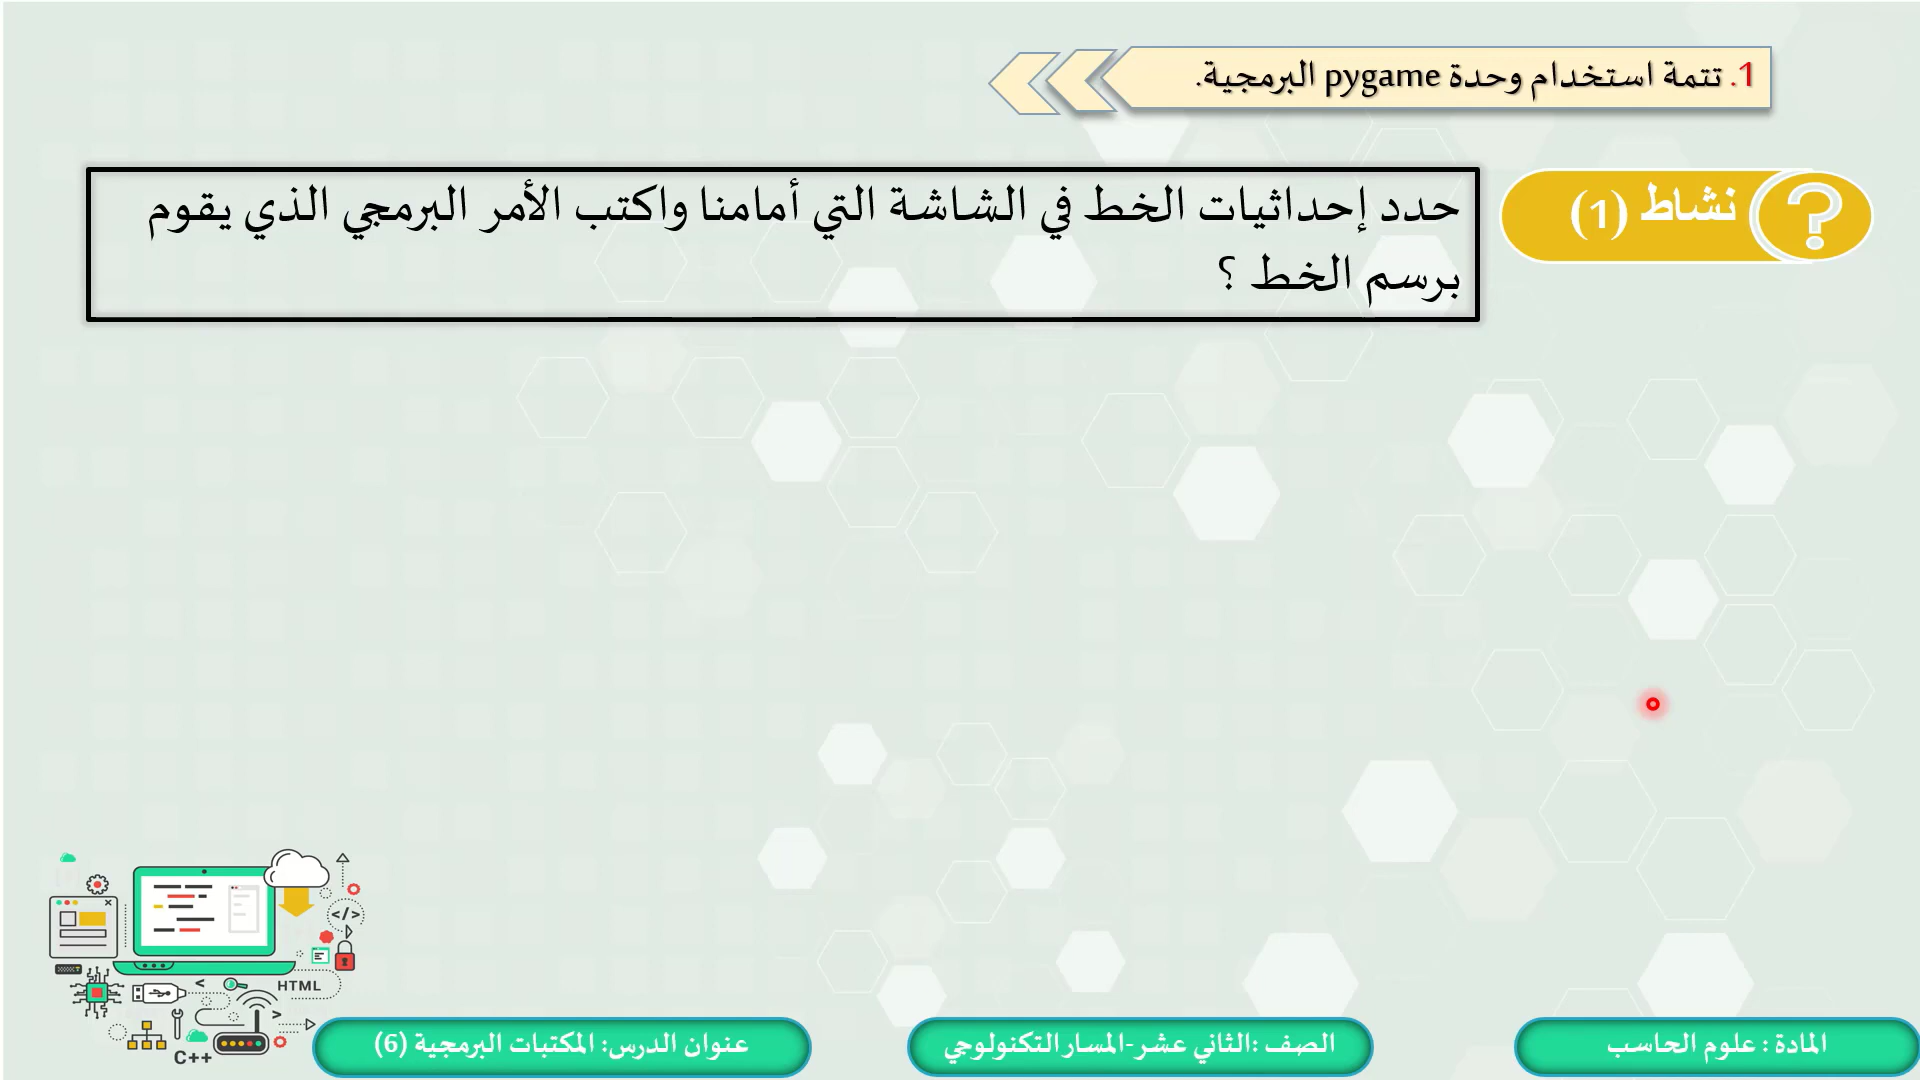 1. تتمة استخدام وحدة pygame البرمجية.
نشاط (1)
حدد إحداثيات الخط في الشاشة التي أمامنا واكتب الأمر البرمجي الذي يقوم
برسم الخط ؟
</>
HTML
C++
المادة : علوم الحاسب
الصف :الثاني عشر-المسار التكنولوجي
عنوان الدرس: المكتبات البرمجية (6)